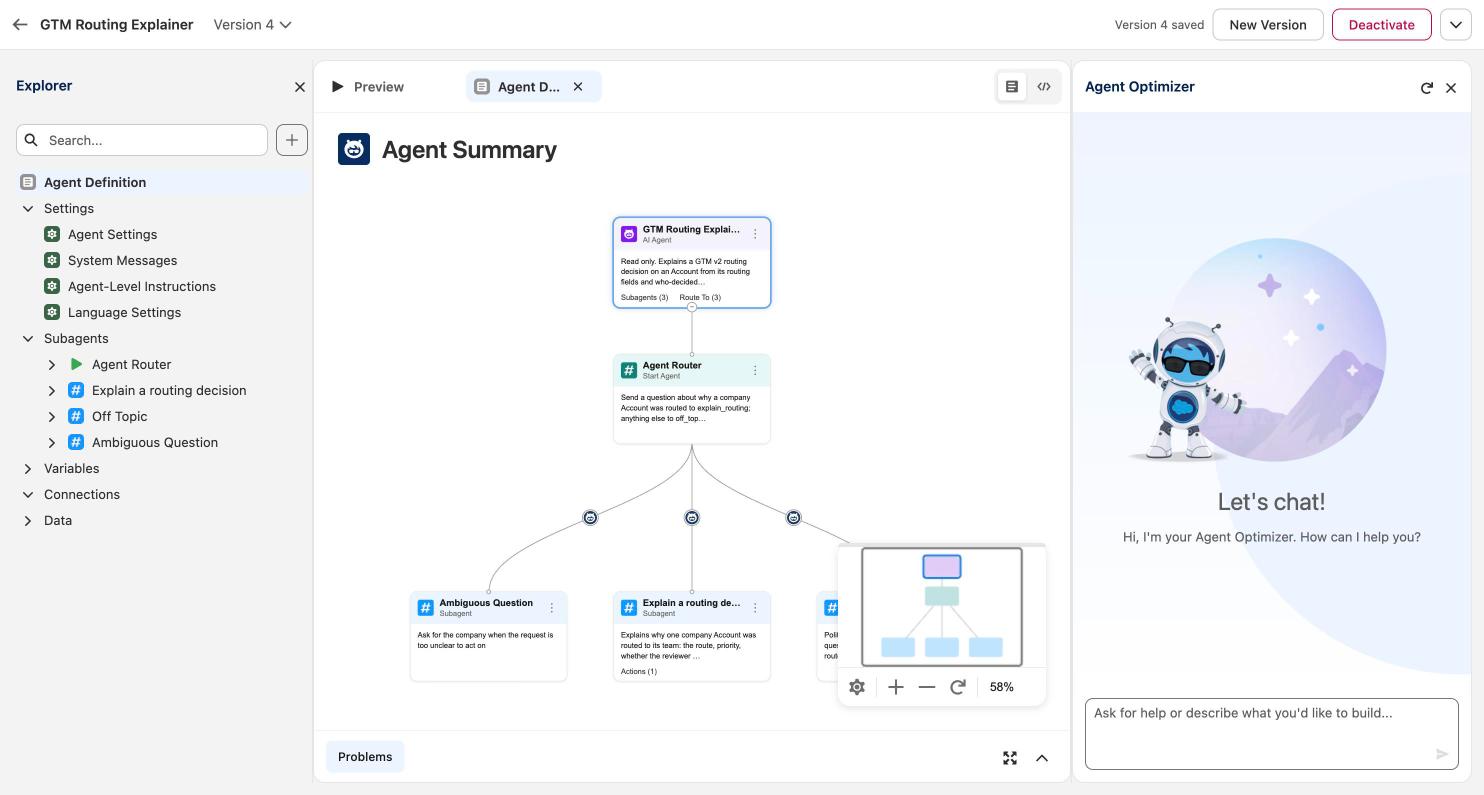 GTM Routing Explainer
Version 4
Version 4 saved
New Version
Deactivate
Explorer
Search...
Agent Definition
Settings
Agent Settings
System Messages
Agent-Level Instructions
Language Settings
Subagents
Agent Router
Explain a routing decision
Off Topic
Ambiguous Question
Variables
Connections
Data
Preview
Agent D...
Agent Summary
GTM Routing Explai...
AI Agent
Read only. Explains a GTM v2 routing
decision on an Account from its routing
fields and who-decided...
Subagents (3) Route To (3)
Agent Router
Start Agent
Send a question about why a company
Account was routed to explain_routing;
anything else to off_top...
Ambiguous Question
Subagent
Ask for the company when the request is
too unclear to act on
Explain a routing de...
Subagent
Explains why one company Account was
routed to its team: the route, priority,
whether the reviewer ...
Actions (1)
Polit
ques
route
58%
Problems
Agent Optimizer
Let's chat!
Hi, I'm your Agent Optimizer. How can I help you?
Ask for help or describe what you'd like to build...